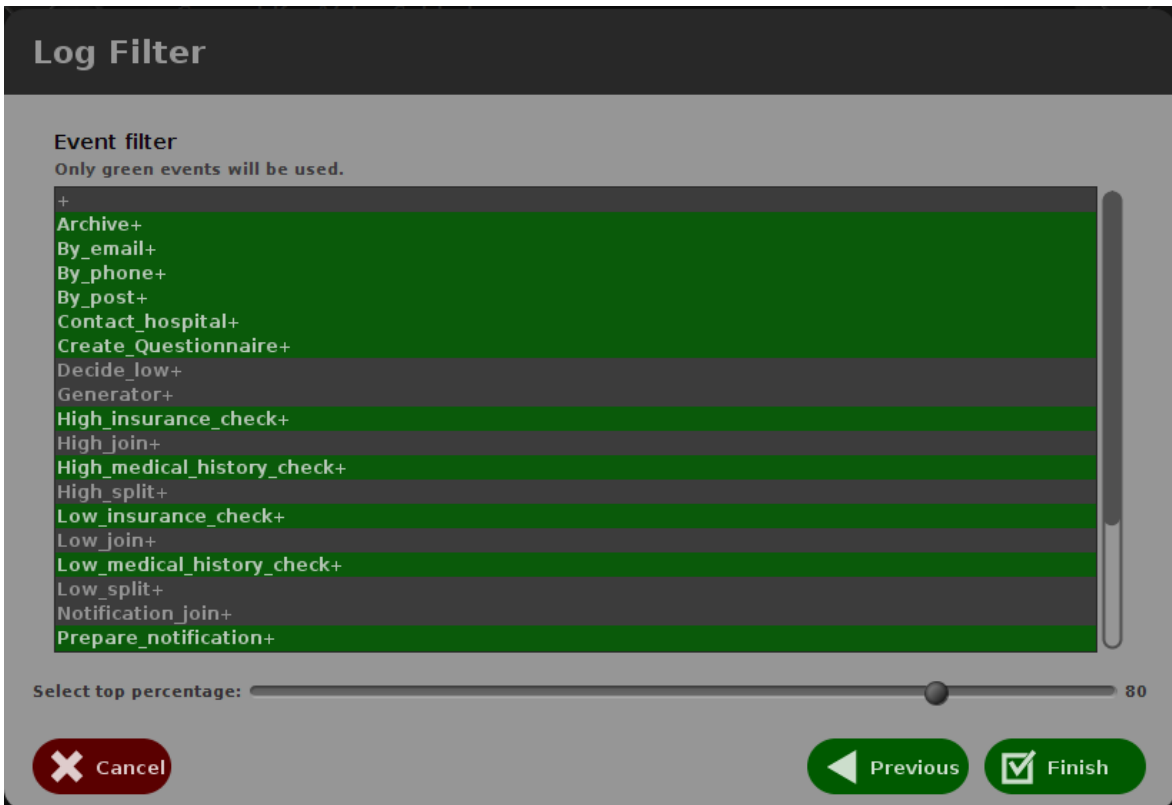 Log Filter
Event filter
Only green events will be used.
+
Archive+
By_email+
By_phone+
By_post+
Contact_hospital+
Create_Questionnaire+
Decide_low+
Generator+
High_insurance_check+
High_join+
High_medical_history_check+
High_split+
Low_insurance_check+
Low_join+
Low_medical_history_check+
Low_split+
Notification_join+
Prepare_notification+
Select top percentage: 80
Cancel Previous Finish